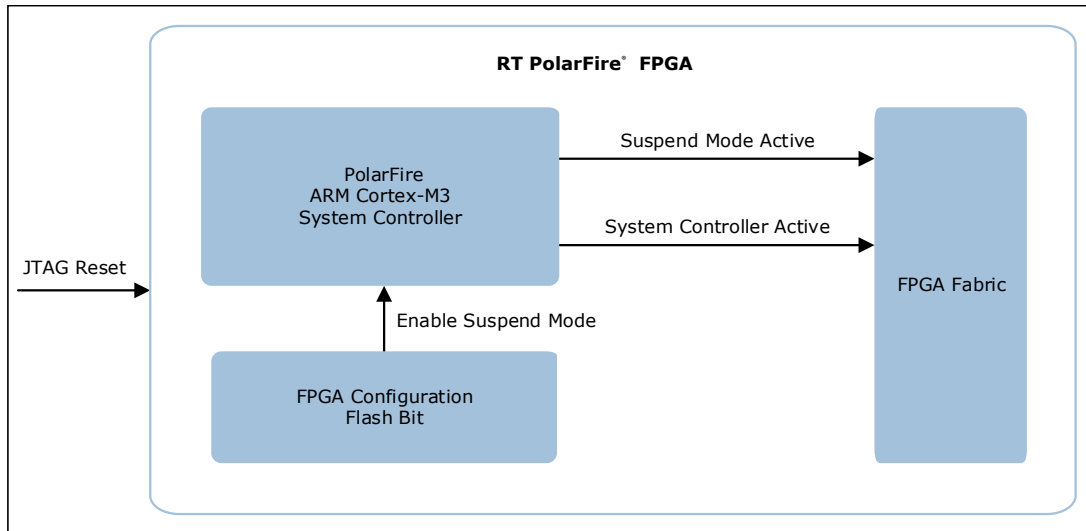 RT PolarFire® FPGA
PolarFire
ARM Cortex-M3
System Controller
Suspend Mode Active
System Controller Active
JTAG Reset
FPGA Fabric
Enable Suspend Mode
FPGA Configuration
Flash Bit